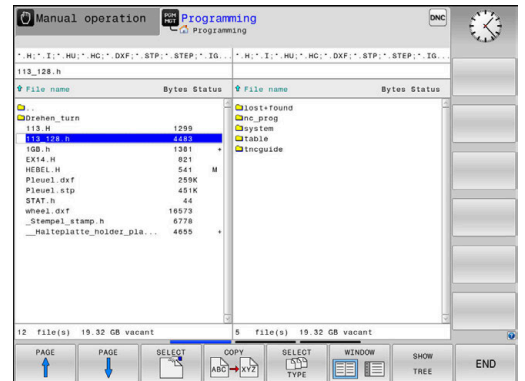 Manual operation
PGM MGT
Programming
Programming
DNC
*.H;*.I;*.HU;*.HC;*.DXF;*.STP;*.STEP;*.IG...
*.H;*.I;*.HU;*.HC;*.DXF;*.STP;*.STEP;*.IG...
113_128.h
File name Bytes Status
File name Bytes Status
..
Drehen_turn
113.H 1299
113_128.h 4483
1GB.h 1381 +
EX14.H 821
HEBEL.H 541 M
Pleuel.dxf 259K
Pleuel.stp 451K
STAT.h 44
wheel.dxf 16573
_Stempel_stamp.h 6778
__Halteplatte_holder_pla... 4655 +
lost+found
nc_prog
system
table
tncguide
12 file(s) 19.32 GB vacant
5 file(s) 19.32 GB vacant
PAGE
PAGE
SELECT
COPY
ABC XYZ
SELECT
TYPE
WINDOW
SHOW
TREE
END